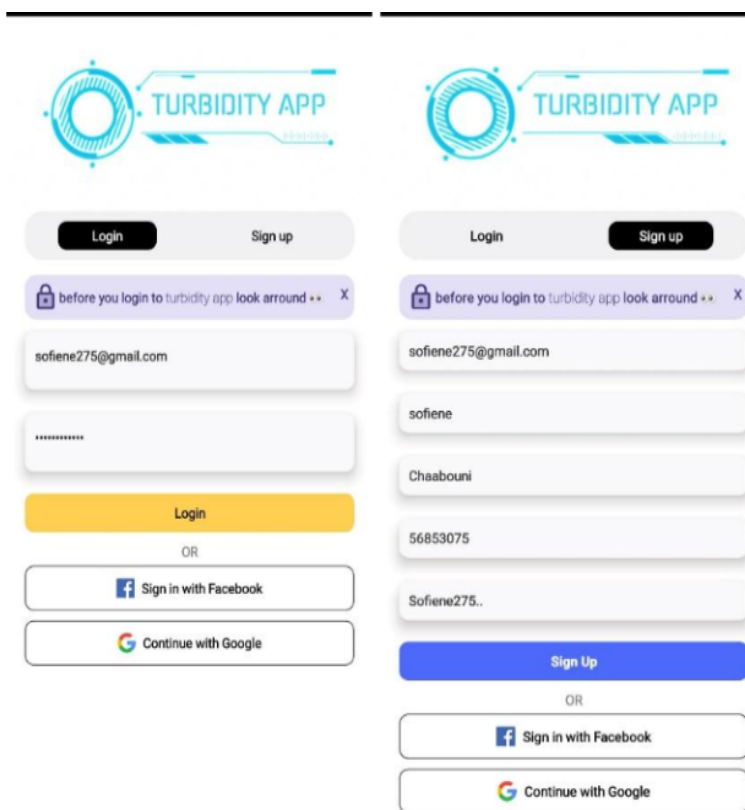 TURBIDITY APP
Login
Sign up
before you login to turbidity app look arround 👀 X
sofiene275@gmail.com
••••••••••••
Login
OR
Sign in with Facebook
Continue with Google
TURBIDITY APP
Login
Sign up
before you login to turbidity app look arround 👀 X
sofiene275@gmail.com
sofiene
Chaabouni
56853075
Sofiene275..
Sign Up
OR
Sign in with Facebook
Continue with Google